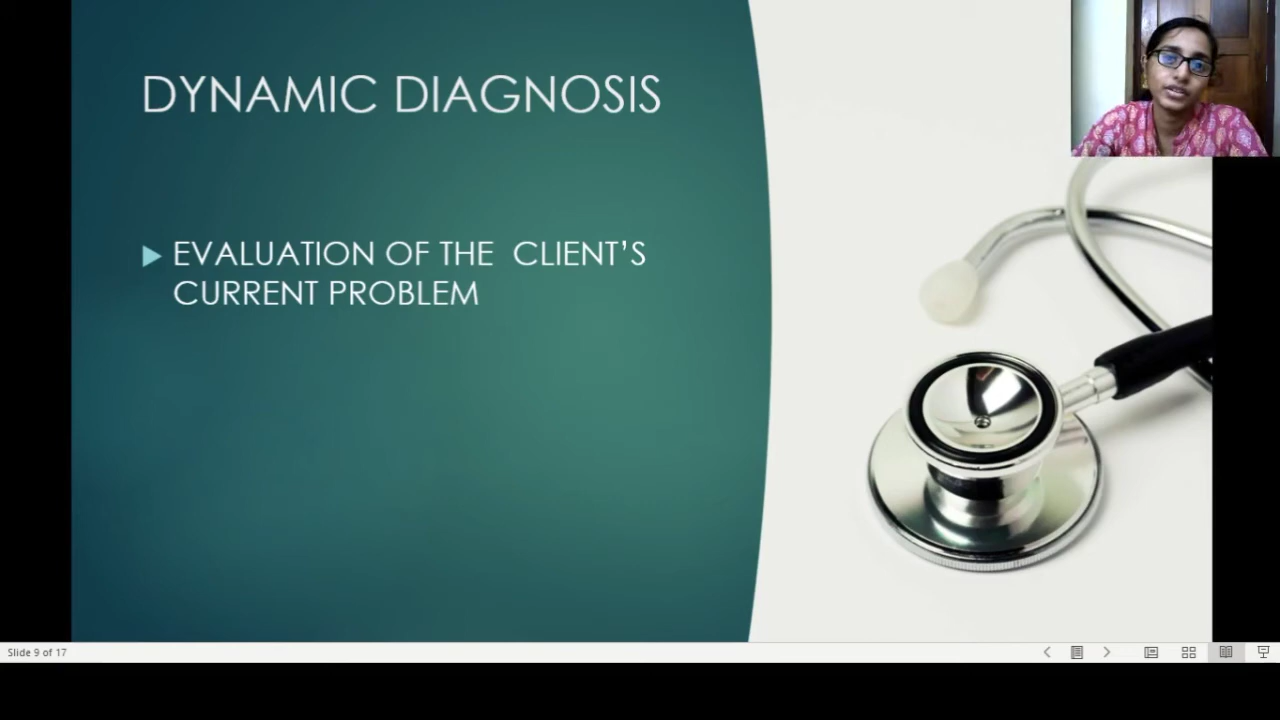 DYNAMIC DIAGNOSIS
EVALUATION OF THE CLIENT'S
CURRENT PROBLEM
Slide 9 of 17